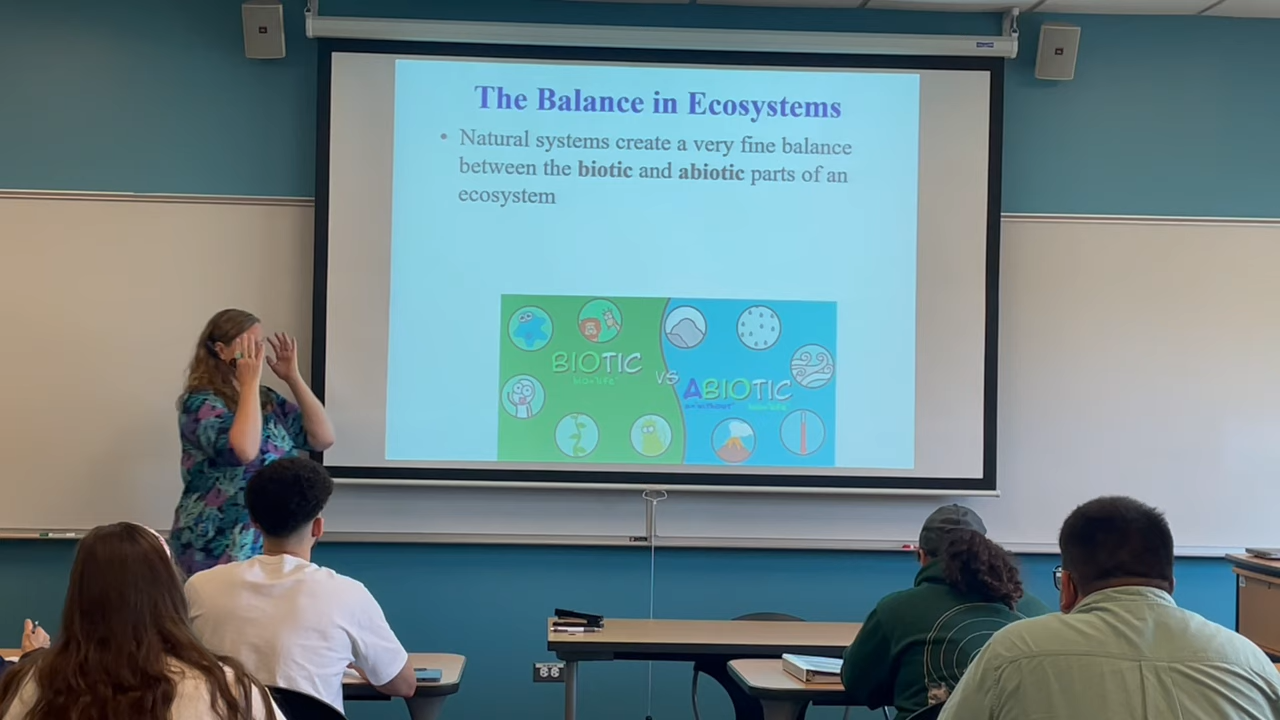 The Balance in Ecosystems
• Natural systems create a very fine balance
between the biotic and abiotic parts of an
ecosystem
BIOTIC
VS
ABIOTIC